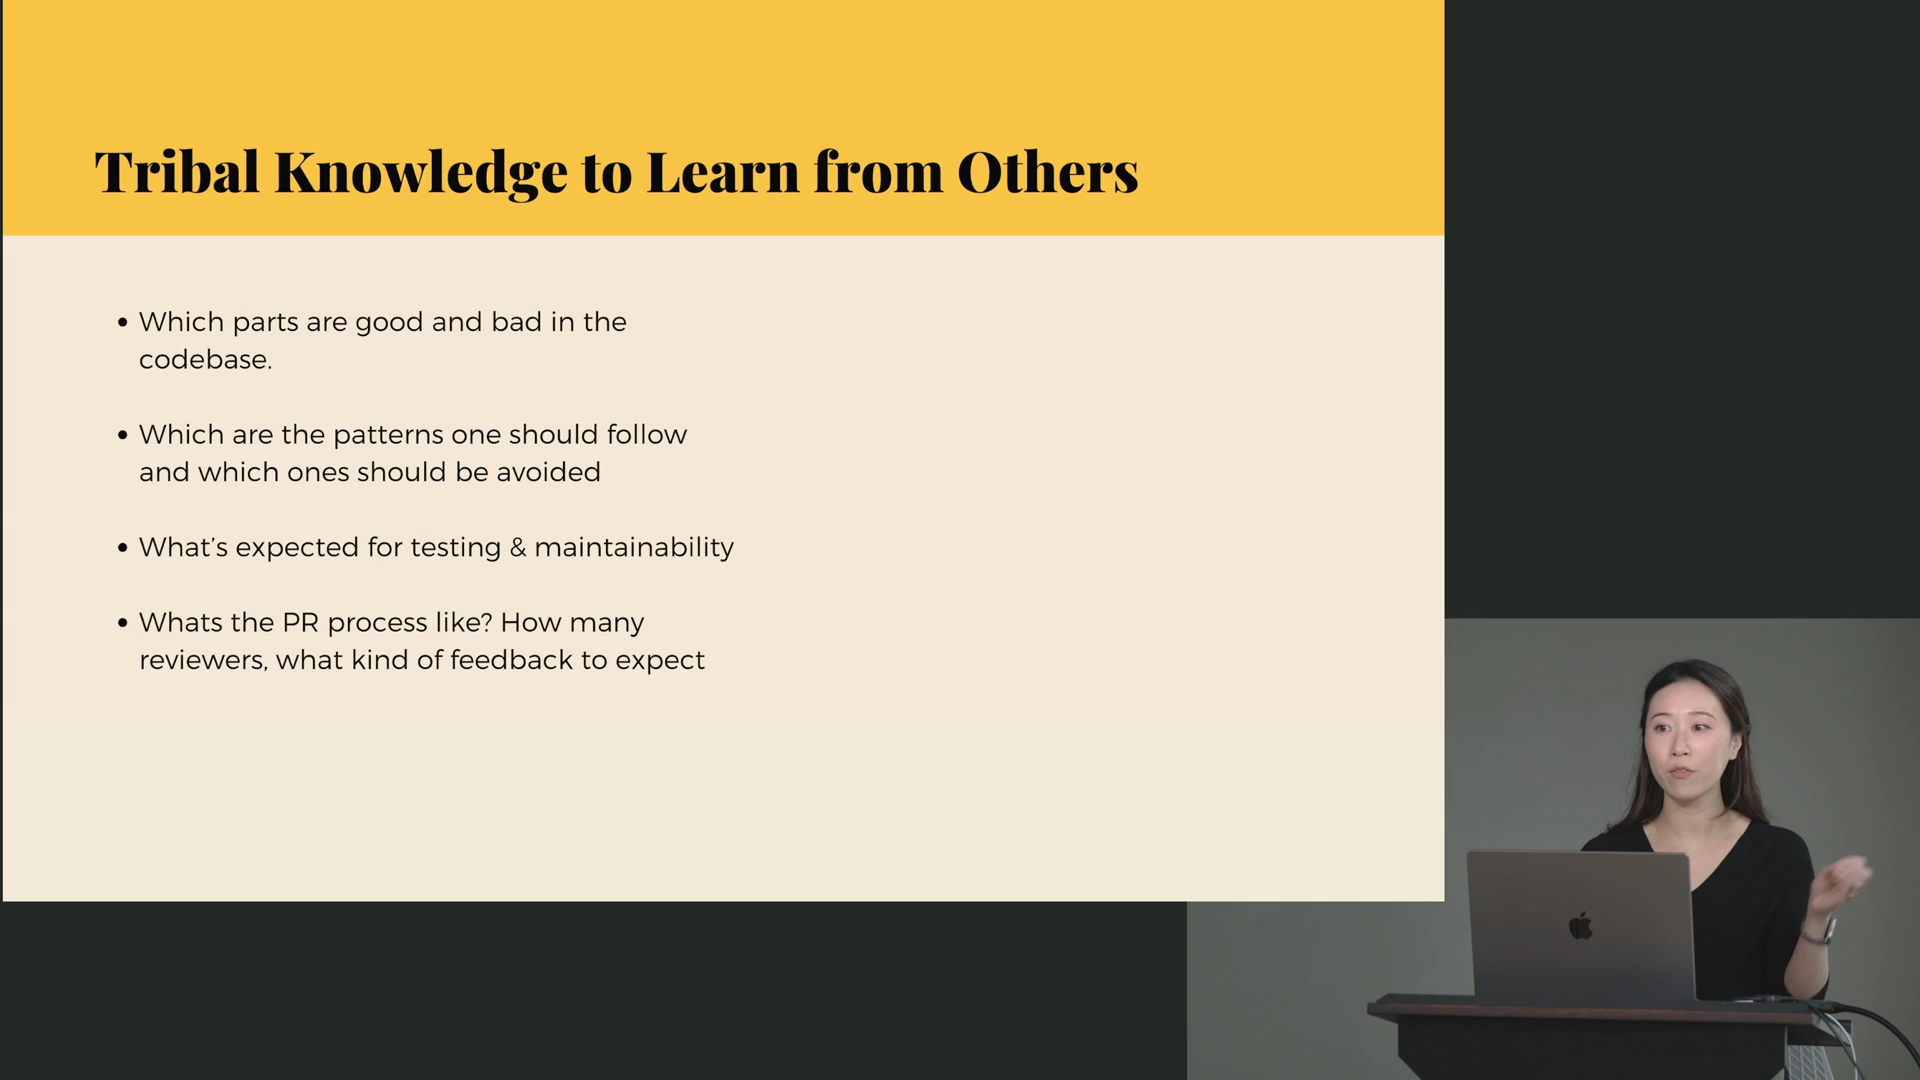 Tribal Knowledge to Learn from Others
• Which parts are good and bad in the
codebase.
• Which are the patterns one should follow
and which ones should be avoided
• What’s expected for testing & maintainability
• Whats the PR process like? How many
reviewers, what kind of feedback to expect